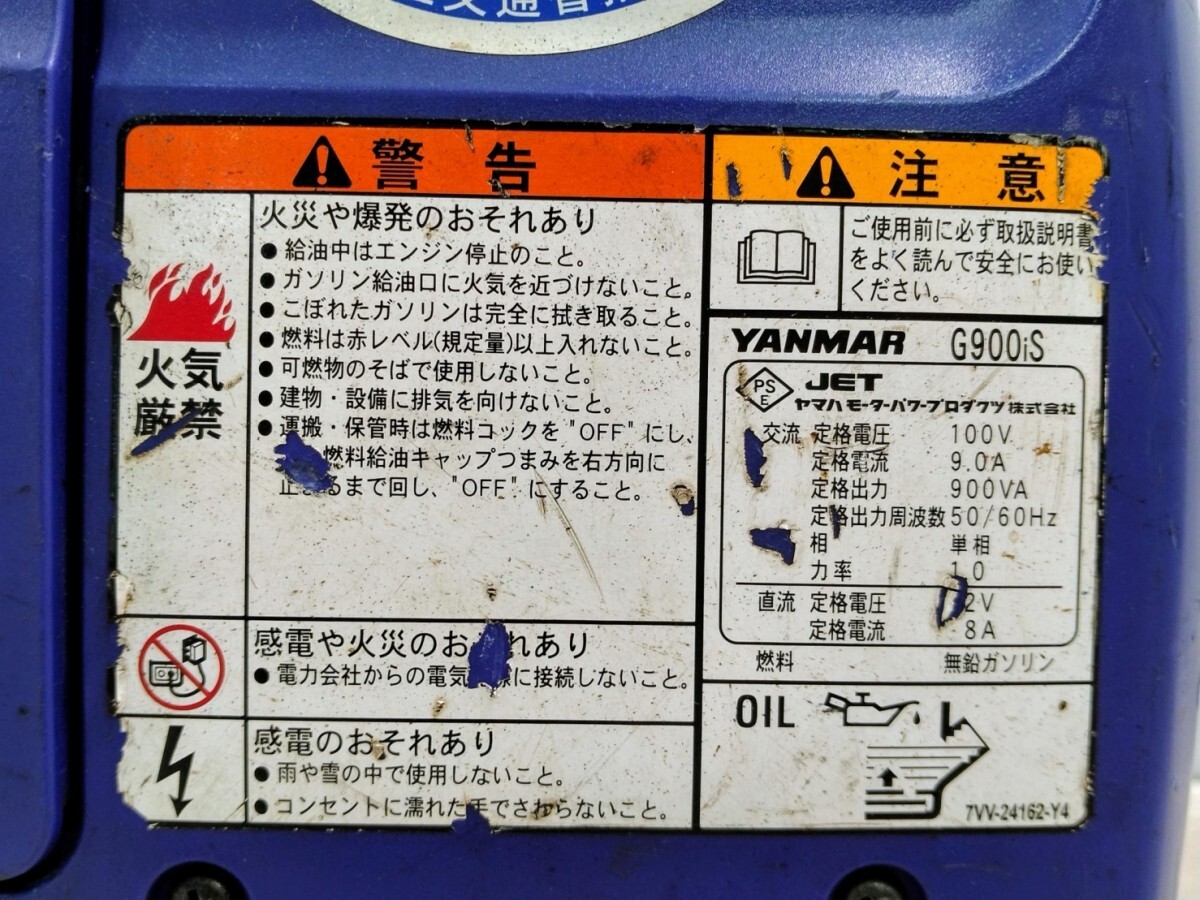 交通
警告
火災や爆発のおそれあり
● 給油中はエンジン停止のこと。
● ガソリン給油口に火気を近づけないこと。
● こぼれたガソリンは完全に拭き取ること。
● 燃料は赤レベル(規定量)以上入れないこと。
● 可燃物のそばで使用しないこと。
● 建物・設備に排気を向けないこと。
● 運搬・保管時は燃料コックを "OFF" にし、
燃料給油キャップつまみを右方向に
止まるまで回し、"OFF" にすること。
火気
厳禁
感電や火災のおそれあり
● 電力会社からの電気 に接続しないこと。
感電のおそれあり
● 雨や雪の中で使用しないこと。
● コンセントに濡れた手でさわらないこと。
注意
ご使用前に必ず取扱説明書
をよく読んで安全にお使い
ください。
YANMAR G900iS
PS
E
JET
ヤマハモーターパワープロダクツ株式会社
交流 定格電圧 100V
定格電流 9.0A
定格出力 900VA
定格出力周波数 50/60Hz
相 単相
力率 1.0
直流 定格電圧 2V
定格電流 8A
燃料 無鉛ガソリン
OIL
7VV-24162-Y4